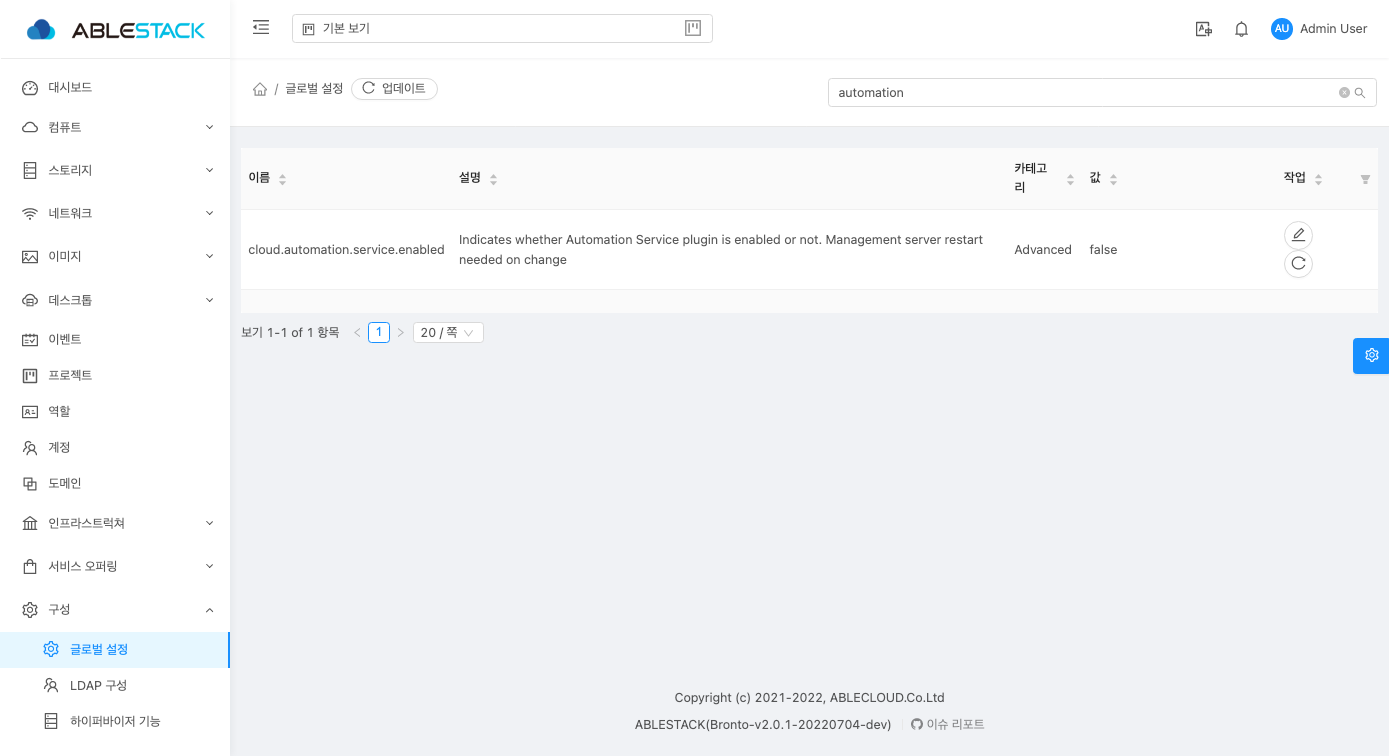 ABLESTACK
기본 보기
AU Admin User
대시보드
컴퓨트
스토리지
네트워크
이미지
데스크톱
이벤트
프로젝트
역할
계정
도메인
인프라스트럭쳐
서비스 오퍼링
구성
글로벌 설정
LDAP 구성
하이퍼바이저 기능
/ 글로벌 설정 업데이트
automation
이름 설명 카테고리 값 작업
cloud.automation.service.enabled
Indicates whether Automation Service plugin is enabled or not. Management server restart
needed on change
Advanced
false
보기 1-1 of 1 항목 < 1 > 20 / 쪽
Copyright (c) 2021-2022, ABLECLOUD.Co.Ltd
ABLESTACK(Bronto-v2.0.1-20220704-dev) 이슈 리포트